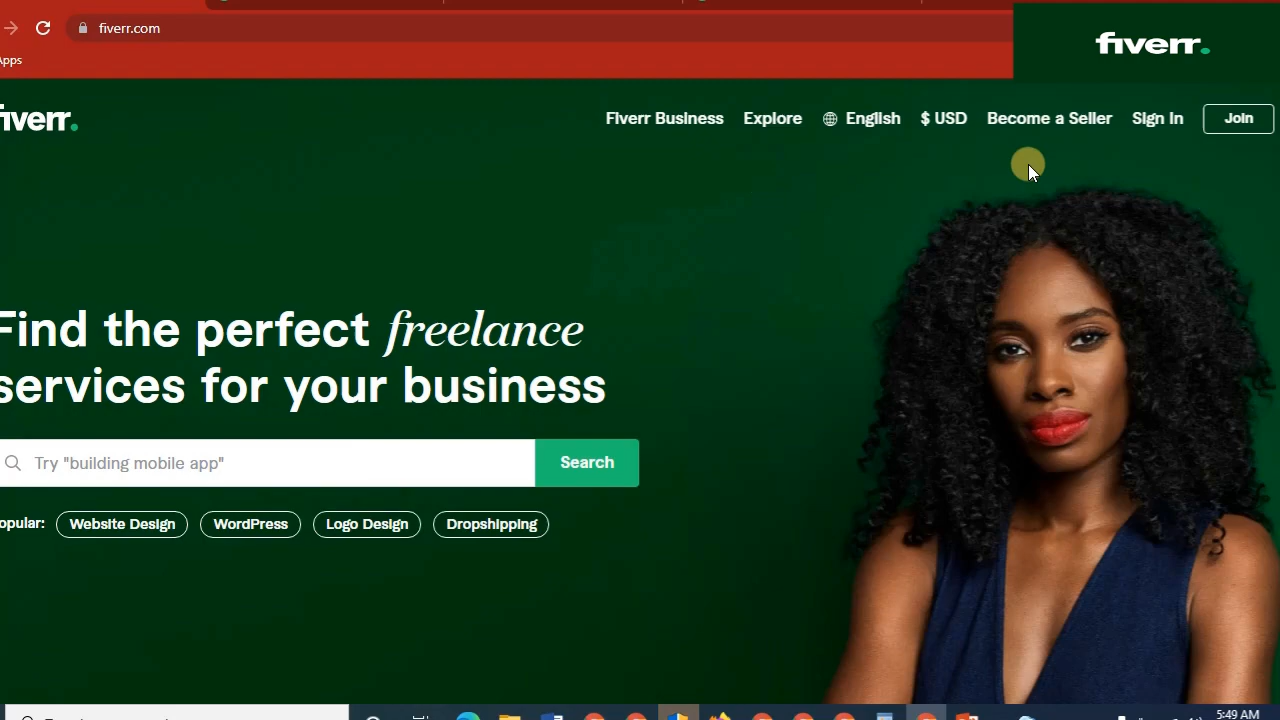 fiverr.com
fiverr.
Apps
fiverr.
Fiverr Business
Explore
English
$ USD
Become a Seller
Sign In
Join
Find the perfect freelance
services for your business
Try "building mobile app"
Search
opular:
Website Design
WordPress
Logo Design
Dropshipping
5:49 AM